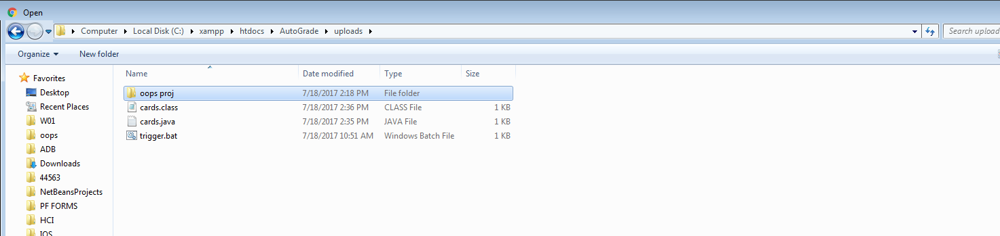 Open
Computer Local Disk (C:) xampp htdocs AutoGrade uploads Search upload
Organize New folder
Favorites
Desktop
Recent Places
W01
oops
ADB
Downloads
44563
NetBeansProjects
PF FORMS
HCI
IOS
Name Date modified Type Size
oops proj 7/18/2017 2:18 PM File folder
cards.class 7/18/2017 2:36 PM CLASS File 1 KB
cards.java 7/18/2017 2:35 PM JAVA File 1 KB
trigger.bat 7/18/2017 10:51 AM Windows Batch File 1 KB